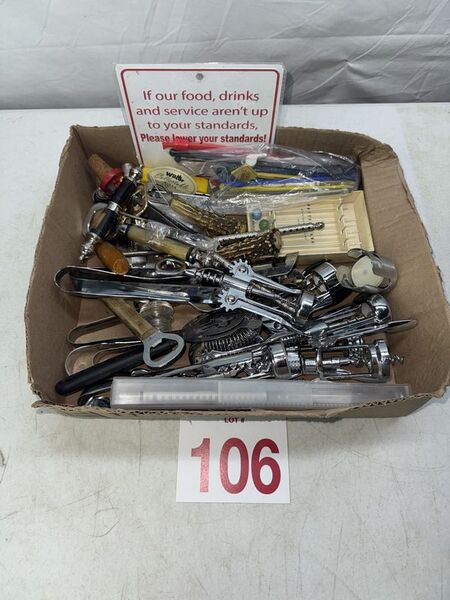 If our food, drinks
and service aren't up
to your standards,
Please lower your standards!
LOT #
106